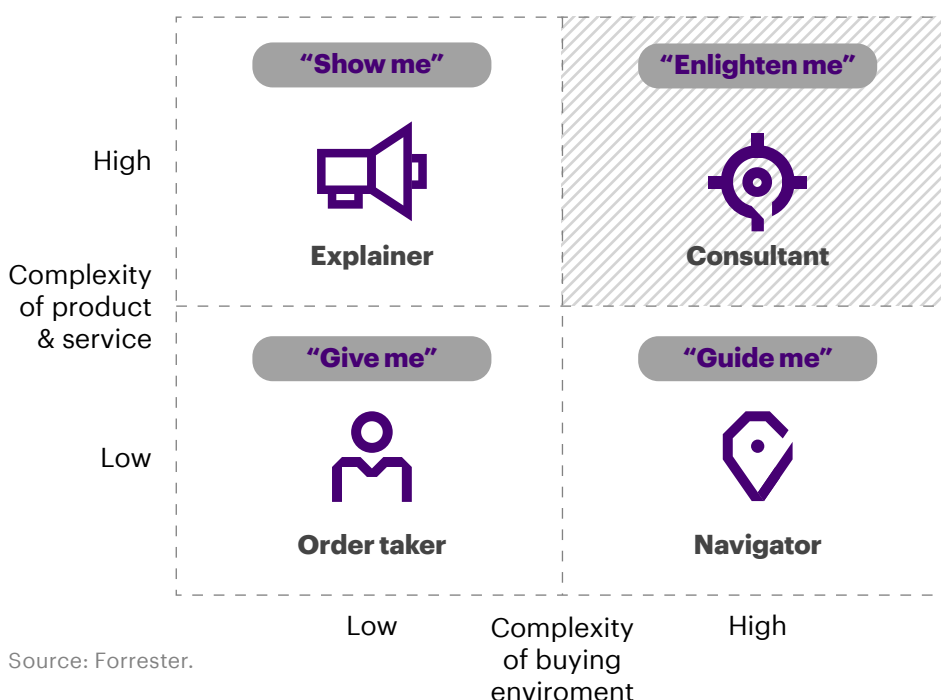 “Show me”
“Enlighten me”
High
Explainer
Consultant
Complexity
of product
& service
“Give me”
“Guide me”
Low
Order taker
Navigator
Low
High
Complexity
of buying
enviroment
Source: Forrester.